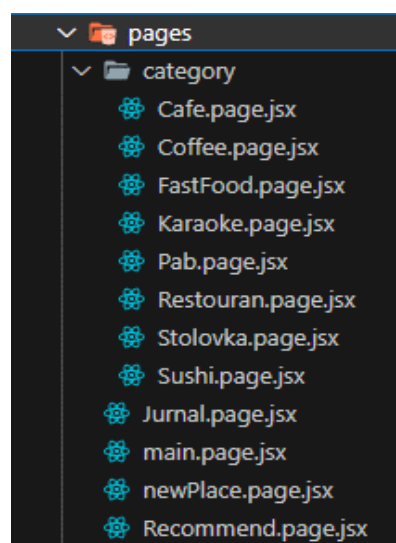 pages
category
Cafe.page.jsx
Coffee.page.jsx
FastFood.page.jsx
Karaoke.page.jsx
Pab.page.jsx
Restouran.page.jsx
Stolovka.page.jsx
Sushi.page.jsx
Jurnal.page.jsx
main.page.jsx
newPlace.page.jsx
Recommend.page.jsx